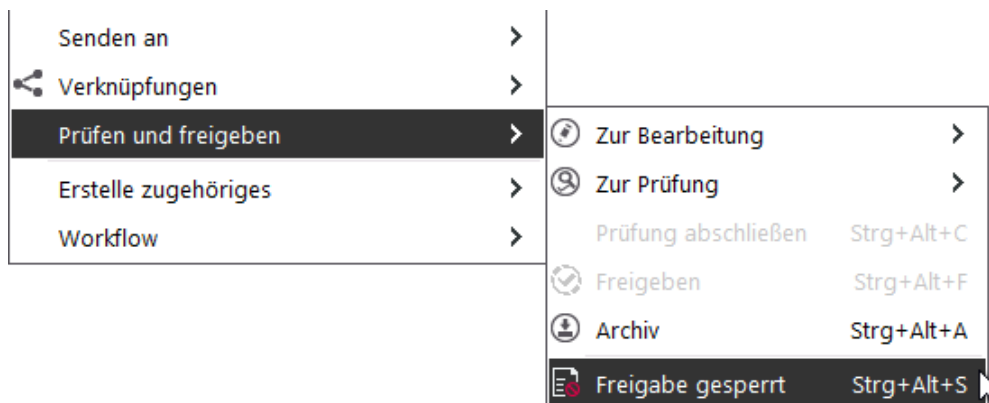 Senden an
Verknüpfungen
Prüfen und freigeben
Erstelle zugehöriges
Workflow
Zur Bearbeitung
Zur Prüfung
Prüfung abschließen Strg+Alt+C
Freigeben Strg+Alt+F
Archiv Strg+Alt+A
Freigabe gesperrt Strg+Alt+S